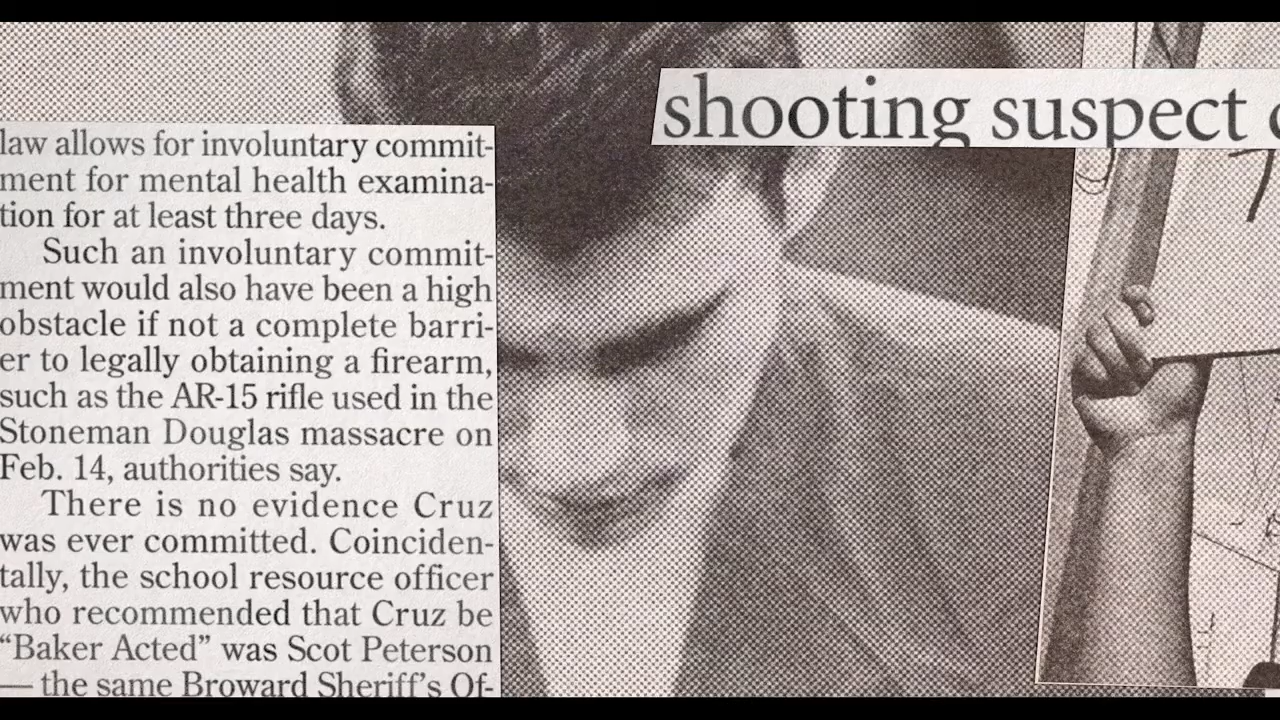 shooting suspect
law allows for involuntary commit-
ment for mental health examina-
tion for at least three days.
Such an involuntary commit-
ment would also have been a high
obstacle if not a complete barri-
er to legally obtaining a firearm,
such as the AR-15 rifle used in the
Stoneman Douglas massacre on
Feb. 14, authorities say.
There is no evidence Cruz
was ever committed. Coinciden-
tally, the school resource officer
who recommended that Cruz be
“Baker Acted” was Scot Peterson
— the same Broward Sheriff’s Of-